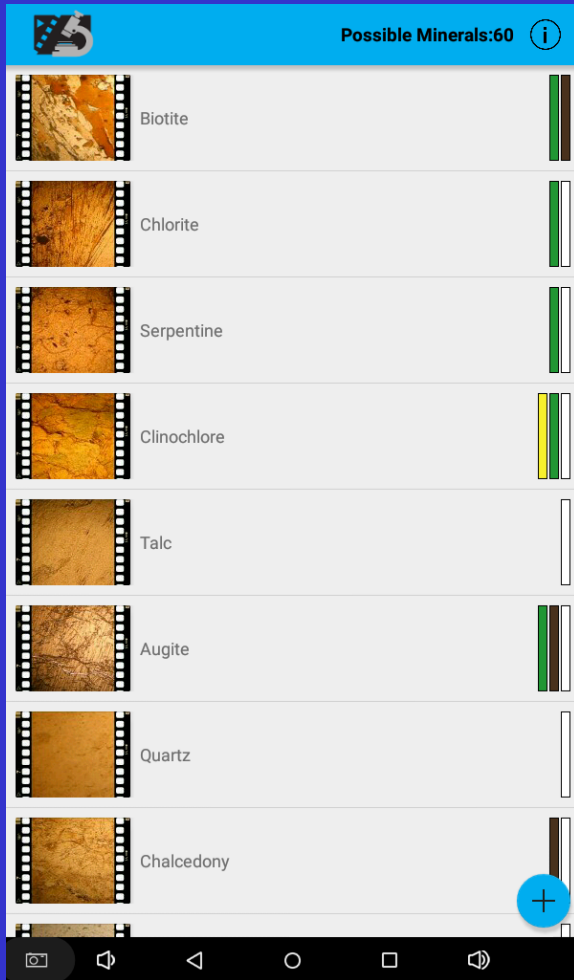 Possible Minerals:60
Biotite
Chlorite
Serpentine
Clinochlore
Talc
Augite
Quartz
Chalcedony